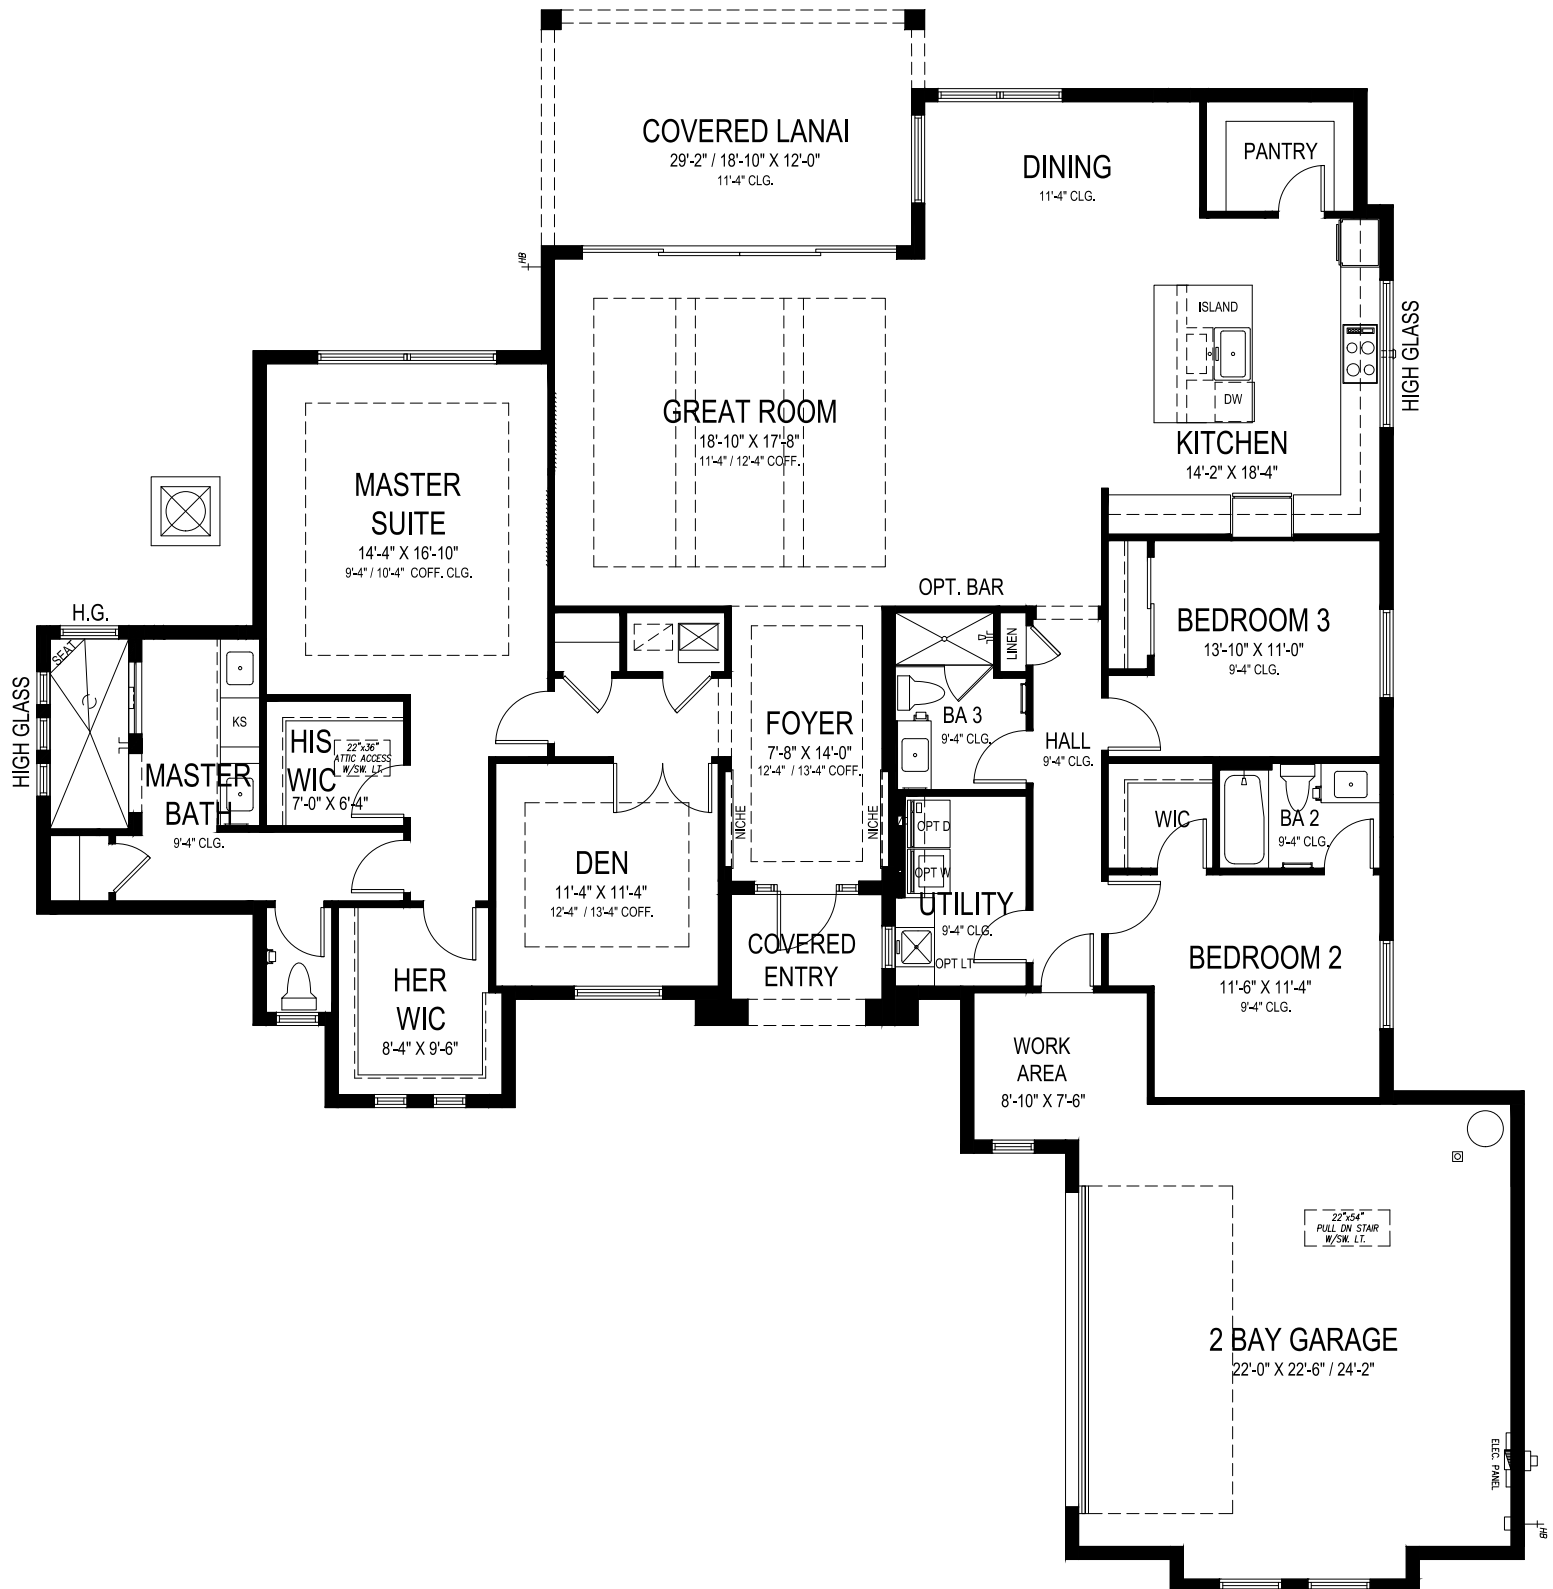 COVERED LANAI
29'-2" / 18'-10" X 12'-0"
11'-4" CLG.
DINING
11'-4" CLG.
PANTRY
HB
ISLAND
DW
HIGH GLASS
KITCHEN
14'-2" X 18'-4"
GREAT ROOM
18'-10" X 17'-8"
11'-4" / 12'-4" COFF.
MASTER
SUITE
14'-4" X 16'-10"
9'-4" / 10'-4" COFF. CLG.
OPT. BAR
H.G.
SEAT
HIGH GLASS
KS
MASTER
BATH
9'-4" CLG.
HIS
WIC
7'-0" X 6'-4"
22"x36"
ATTIC ACCESS
W/SW. LT.
FOYER
7'-8" X 14'-0"
12'-4" / 13'-4" COFF.
NICHE
NICHE
LINEN
BA 3
9'-4" CLG.
HALL
9'-4" CLG.
BEDROOM 3
13'-10" X 11'-0"
9'-4" CLG.
WIC
BA 2
9'-4" CLG.
OPT D
OPT W
UTILITY
9'-4" CLG.
OPT LT
DEN
11'-4" X 11'-4"
12'-4" / 13'-4" COFF.
COVERED
ENTRY
HER
WIC
8'-4" X 9'-6"
BEDROOM 2
11'-6" X 11'-4"
9'-4" CLG.
WORK
AREA
8'-10" X 7'-6"
22"x54"
PULL DN STAIR
W/SW. LT.
2 BAY GARAGE
22'-0" X 22'-6" / 24'-2"
ELEC. PANEL
HB